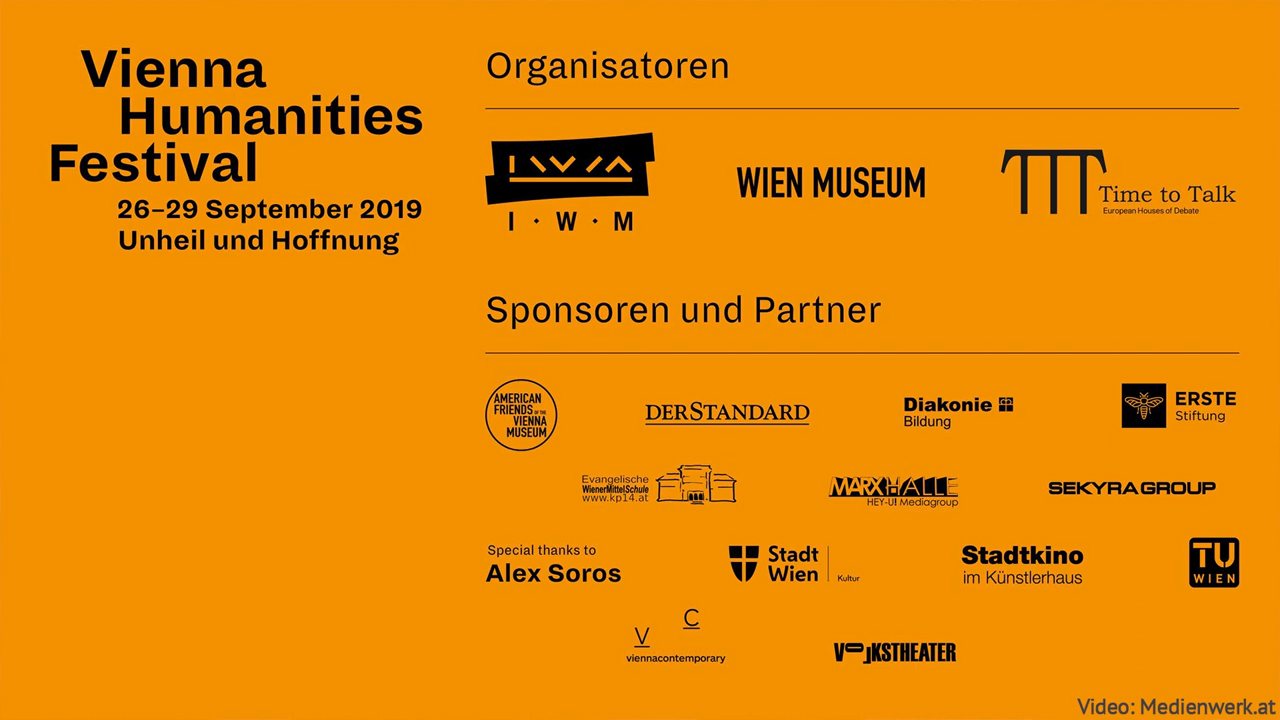 Vienna
Humanities
Festival
26–29 September 2019
Unheil und Hoffnung
Organisatoren
I · W · M
WIEN MUSEUM
TTT
Time to Talk
European Houses of Debate
Sponsoren und Partner
AMERICAN
FRIENDS OF THE
VIENNA
MUSEUM
DERSTANDARD
Diakonie
Bildung
ERSTE
Stiftung
Evangelische
WienerMittelSchule
www.kp14.at
MARXHALLE
HEY-U! Mediagroup
SEKYRA GROUP
Special thanks to
Alex Soros
Stadt
Wien
Kultur
Stadtkino
im Künstlerhaus
TU
WIEN
V C
viennacontemporary
VOLKSTHEATER
Video: Medienwerk.at